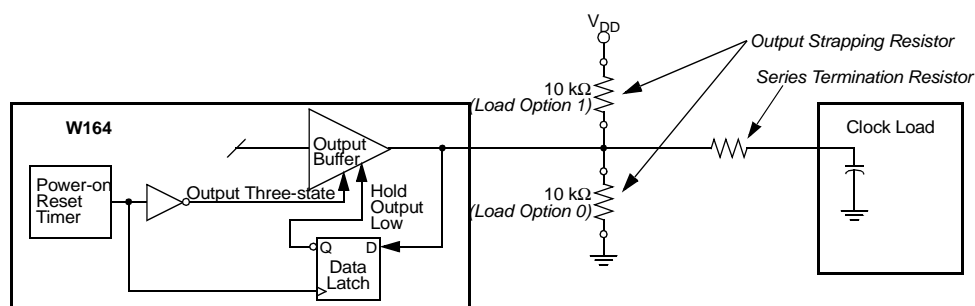 VDD
Output Strapping Resistor
Series Termination Resistor
10 kΩ
(Load Option 1)
W164
Clock Load
Output
Buffer
Power-on
Reset
Timer
Output Three-state
Hold
Output
Low
10 kΩ
(Load Option 0)
Q
D
Data
Latch